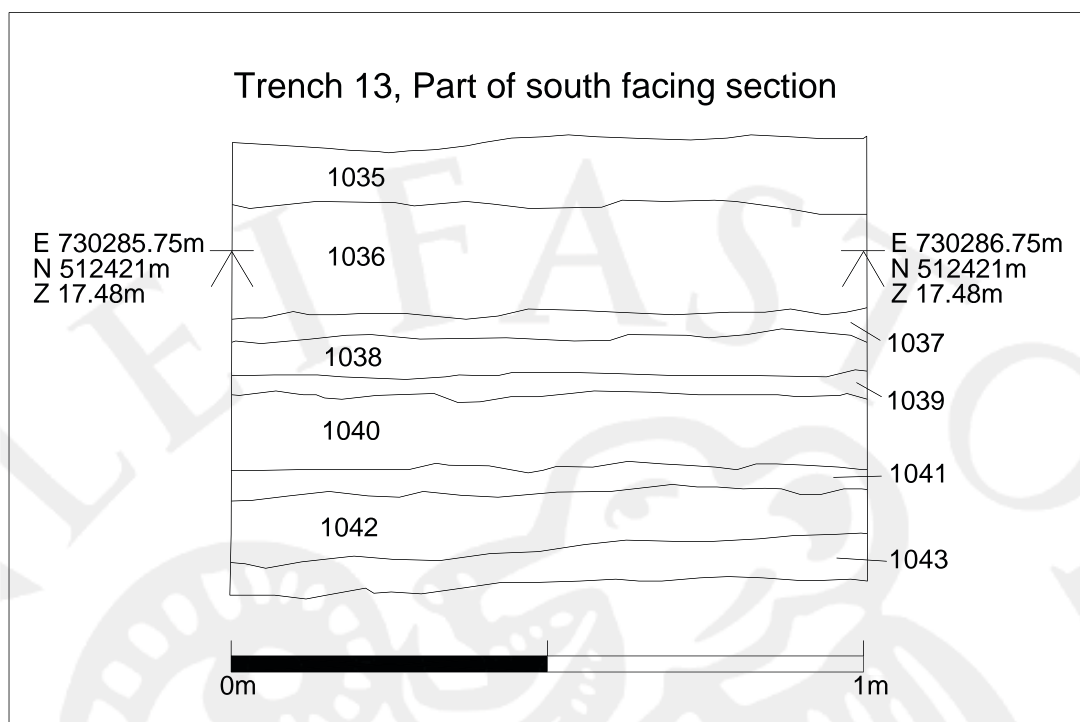 Trench 13, Part of south facing section
1035
E 730285.75m
N 512421m
Z 17.48m
1036
E 730286.75m
N 512421m
Z 17.48m
1037
1038
1039
1040
1041
1042
1043
0m
1m